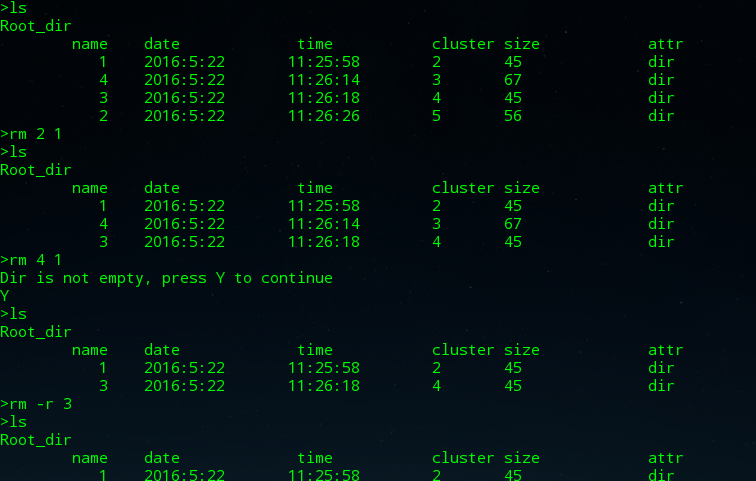 >ls
Root_dir
name date time cluster size attr
1 2016:5:22 11:25:58 2 45 dir
4 2016:5:22 11:26:14 3 67 dir
3 2016:5:22 11:26:18 4 45 dir
2 2016:5:22 11:26:26 5 56 dir
>rm 2 1
>ls
Root_dir
name date time cluster size attr
1 2016:5:22 11:25:58 2 45 dir
4 2016:5:22 11:26:14 3 67 dir
3 2016:5:22 11:26:18 4 45 dir
>rm 4 1
Dir is not empty, press Y to continue
Y
>ls
Root_dir
name date time cluster size attr
1 2016:5:22 11:25:58 2 45 dir
3 2016:5:22 11:26:18 4 45 dir
>rm -r 3
>ls
Root_dir
name date time cluster size attr
1 2016:5:22 11:25:58 2 45 dir